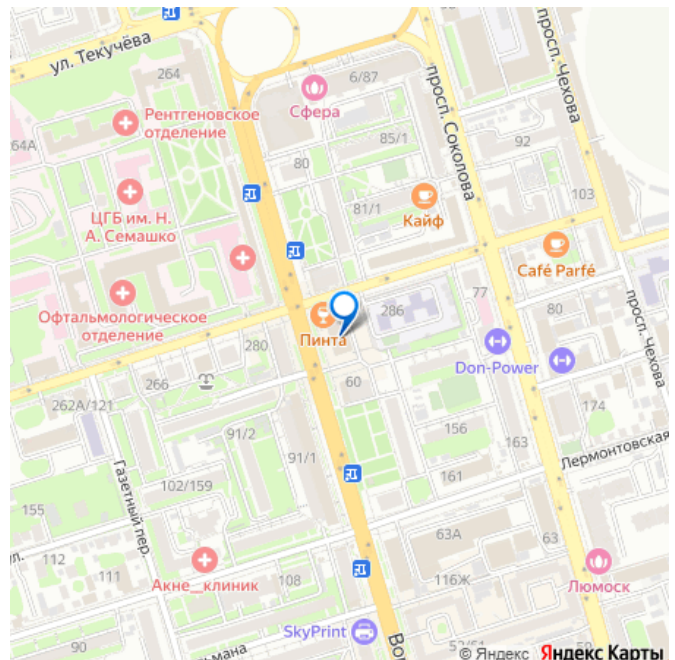 ул. Текучёва
264
6/87
Сфера
просп. Соколова
просп. Чехова
Рентгеновское
отделение
64А
85/1
92
80
ЦГБ им. Н.
А. Семашко
81/1
Кайф
103
Café Parfé
Офтальмологическое
отделение
Пинта
286
77
80
просп. Чехова
280
Don-Power
266
60
262А/121
174
91/2
156
163
Лермонтовская
91/1
161
Газетный пер.
102/159
155
63А
63
112
111
Акне__клиник
108
116Ж
Люмоск
SkyPrint
90
© Яндекс Яндекс Карты